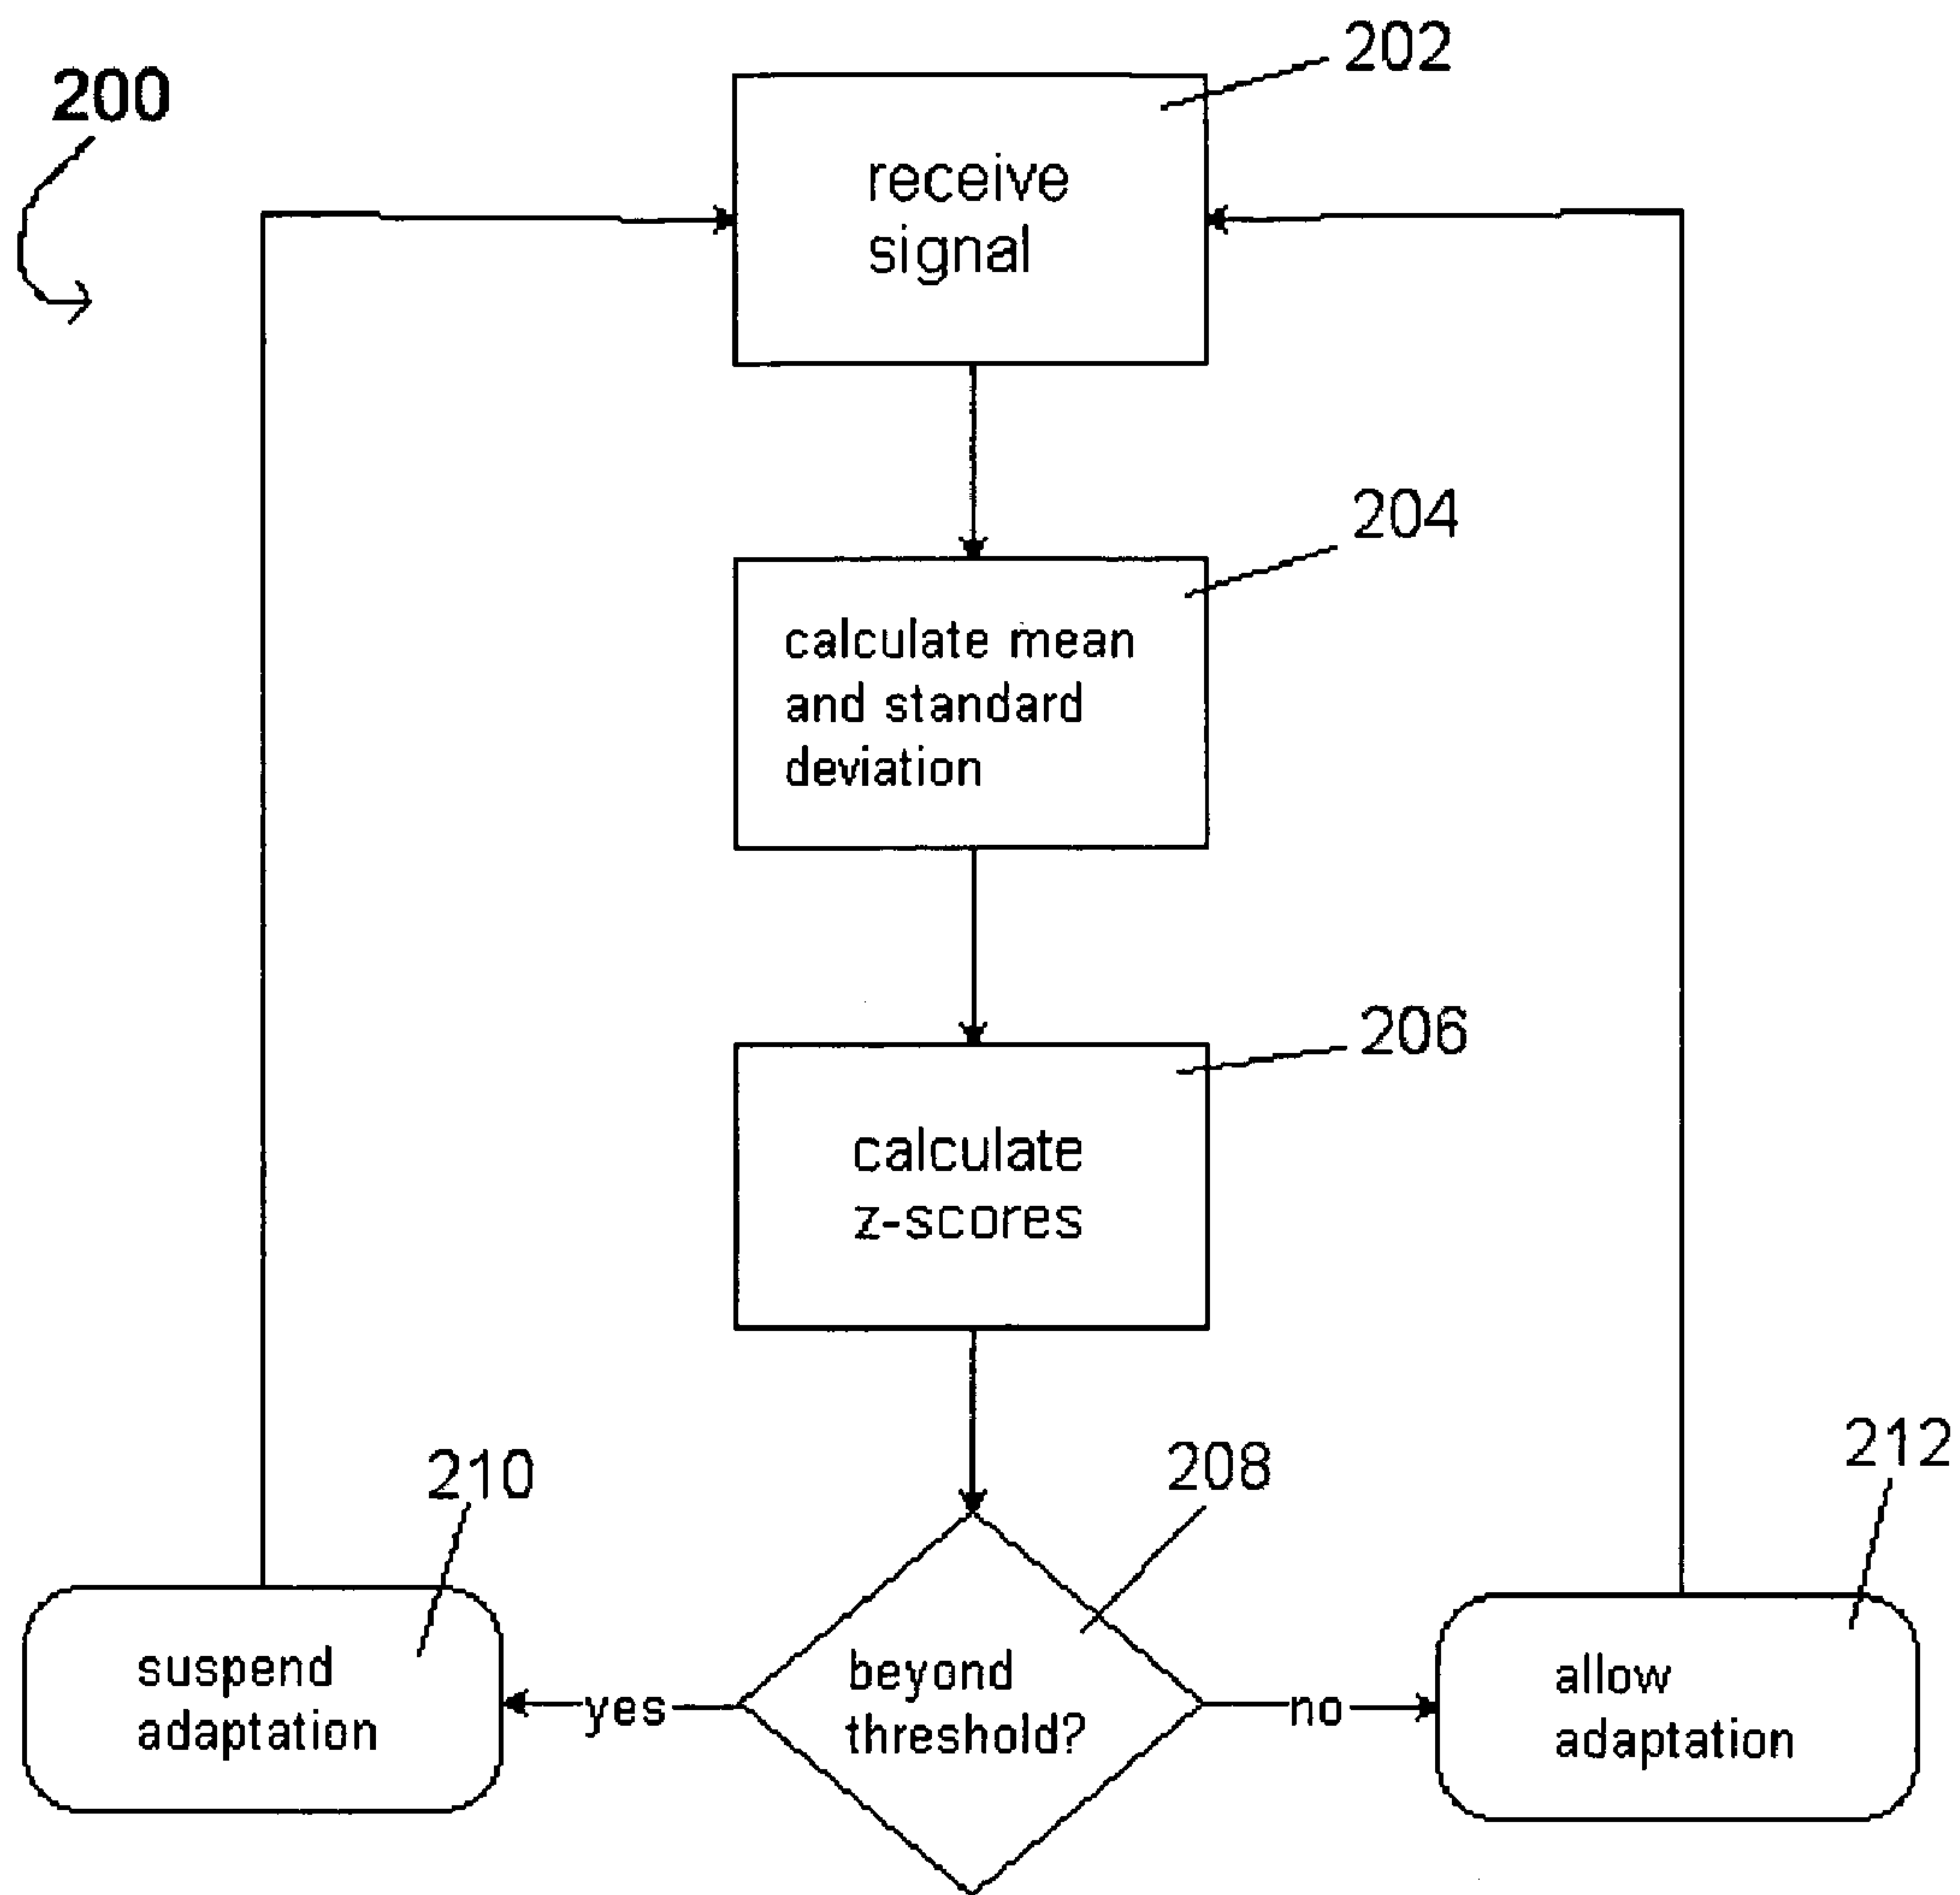 202
200
receive
signal
204
calculate mean
and standard
deviation
206
calculate
z-scores
212
208
210
suspend
adaptation
yes
beyond
threshold?
no
allow
adaptation